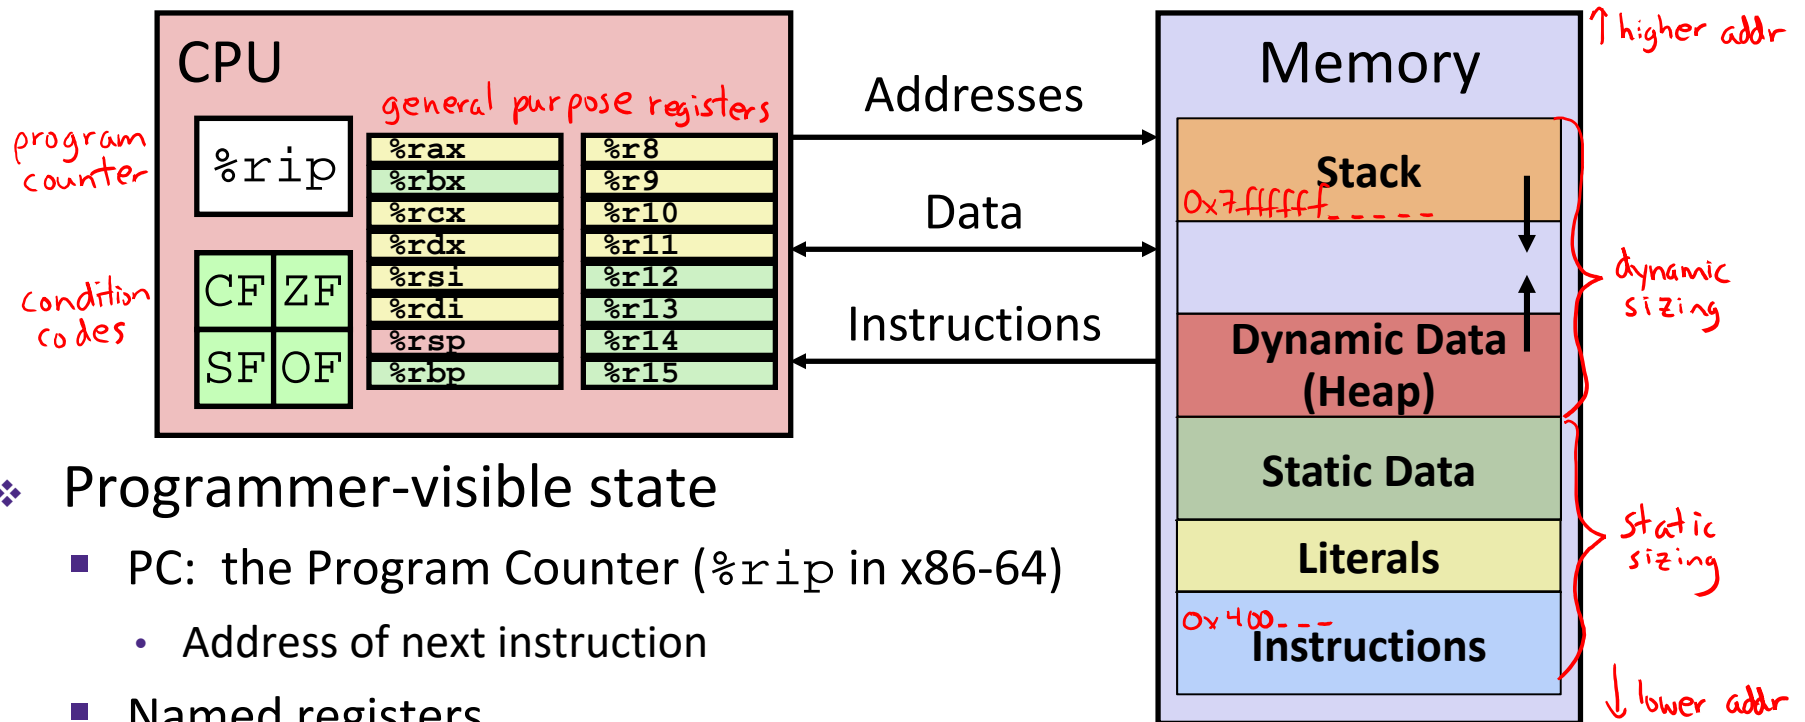 CPU
general purpose registers
program
counter
%rip
%rax
%rbx
%rcx
%rdx
%rsi
%rdi
%rsp
%rbp
%r8
%r9
%r10
%r11
%r12
%r13
%r14
%r15
condition
codes
CF ZF
SF OF
Addresses
Data
Instructions
↑ higher addr
Memory
Stack
0x7ffffff_ _ _ _ _
dynamic
sizing
Dynamic Data
(Heap)
Static Data
static
sizing
Literals
0x400_ _ _
Instructions
↓ lower addr
❖ Programmer-visible state
▪ PC: the Program Counter (%rip in x86-64)
• Address of next instruction
▪ Named registers